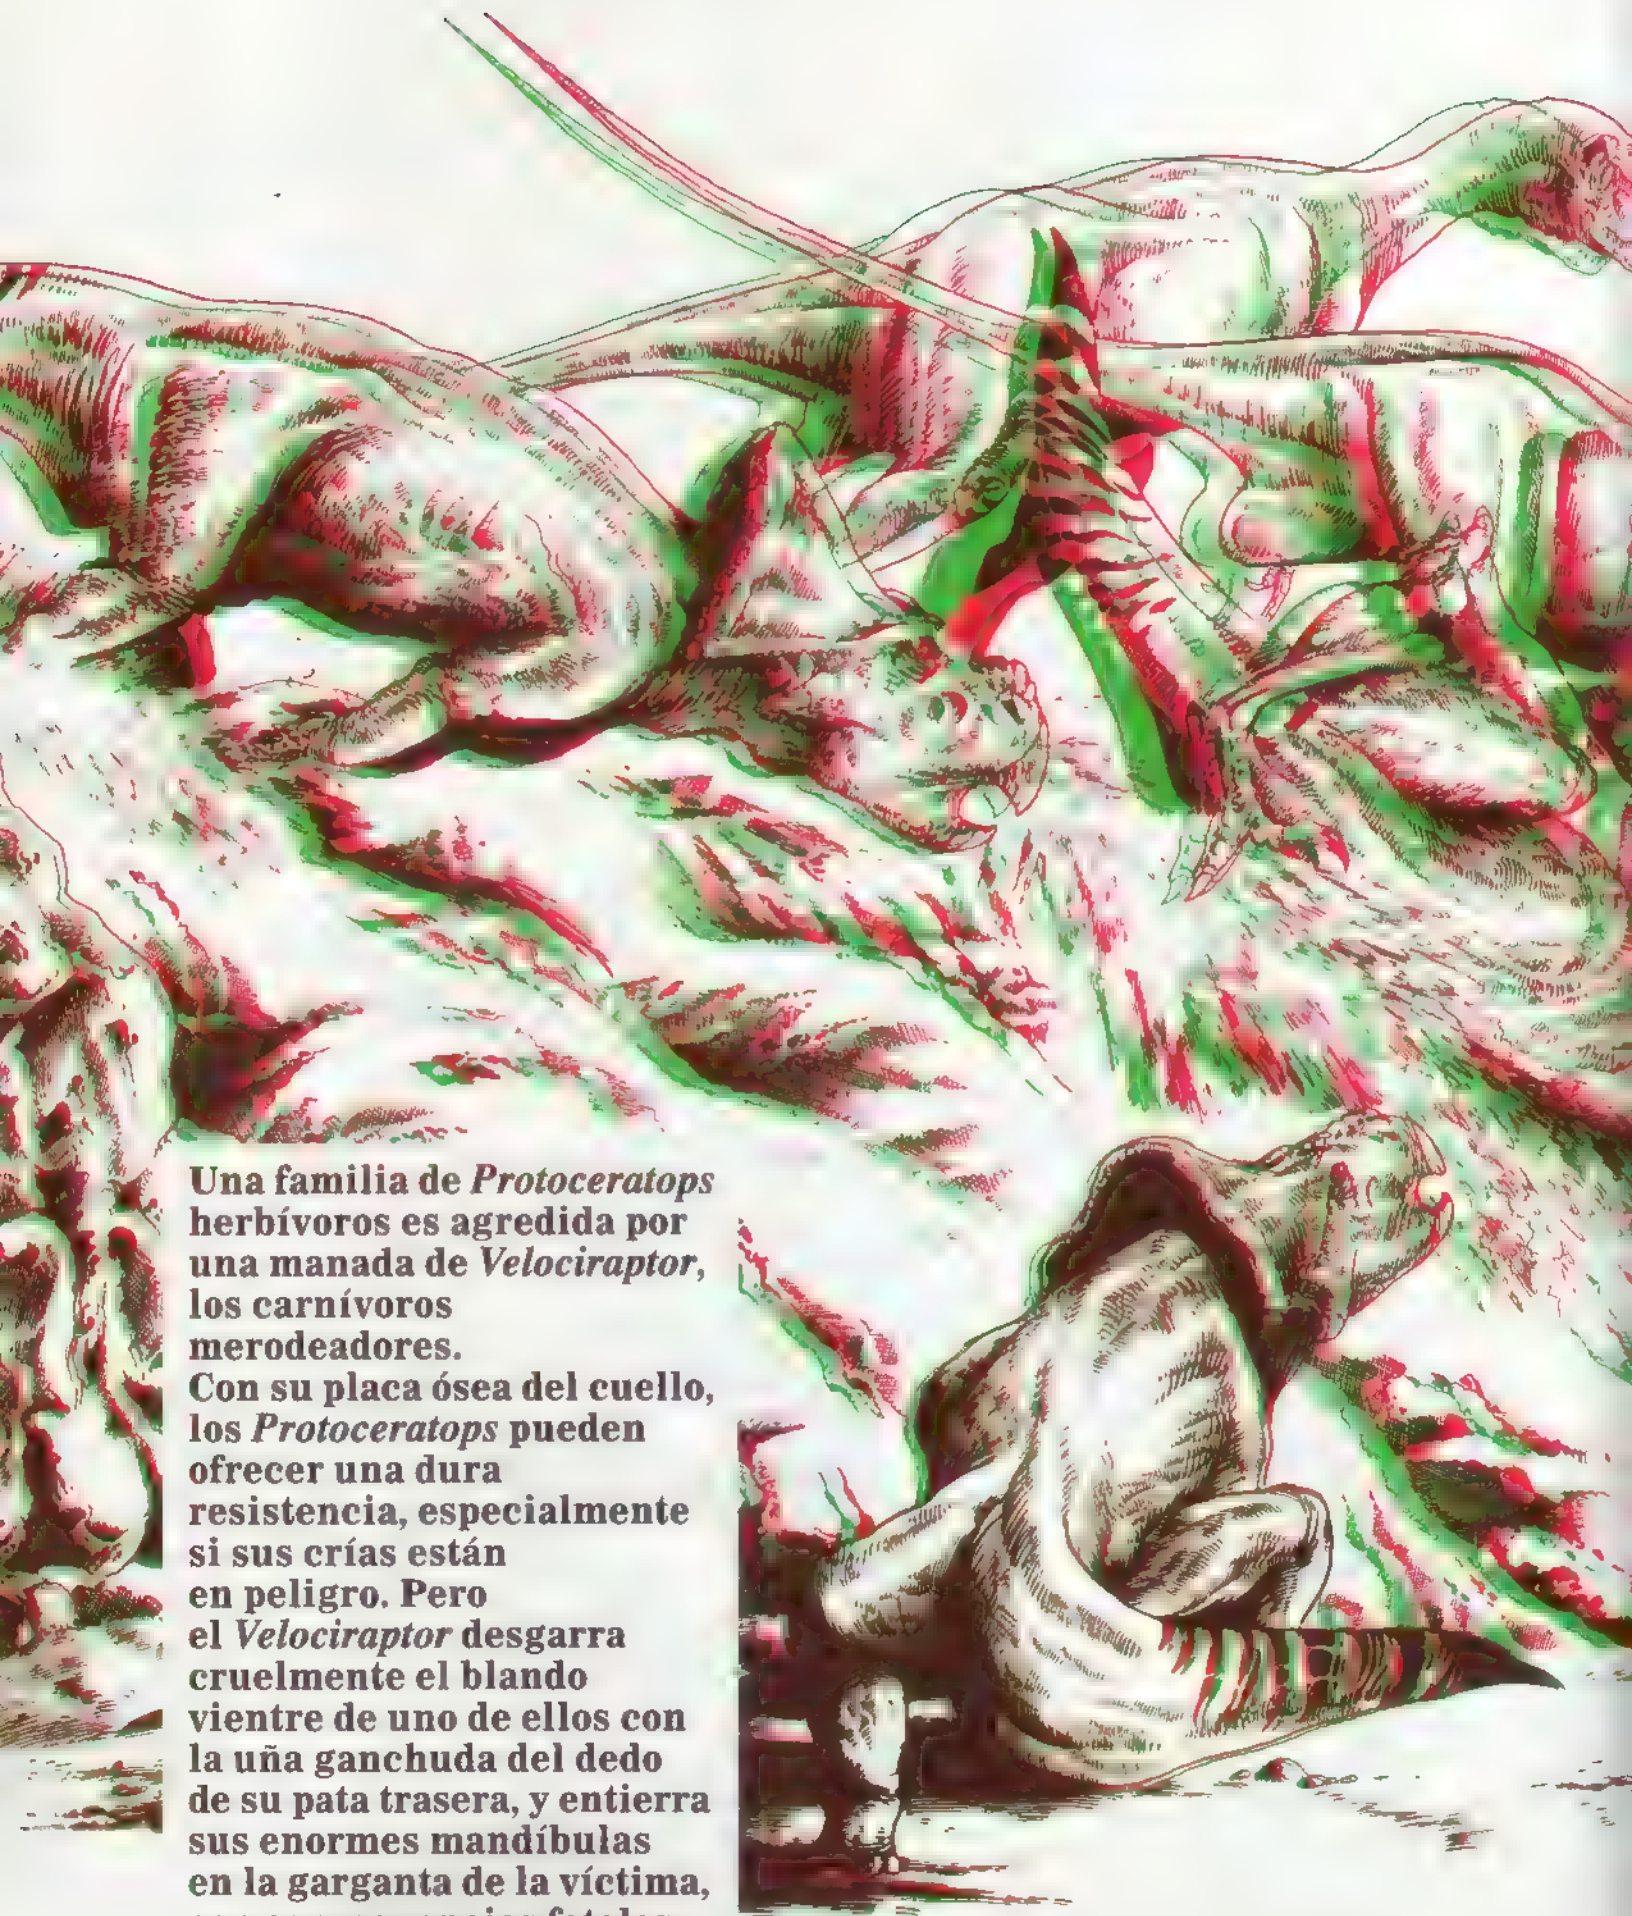 Una familia de Protoceratops
herbívoros es agredida por
una manada de Velociraptor,
los carnívoros
merodeadores.
Con su placa ósea del cuello,
los Protoceratops pueden
ofrecer una dura
resistencia, especialmente
si sus crías están
en peligro. Pero
el Velociraptor desgarra
cruelmente el blando
vientre de uno de ellos con
la uña ganchuda del dedo
de su pata trasera, y entierra
sus enormes mandíbulas
en la garganta de la víctima,